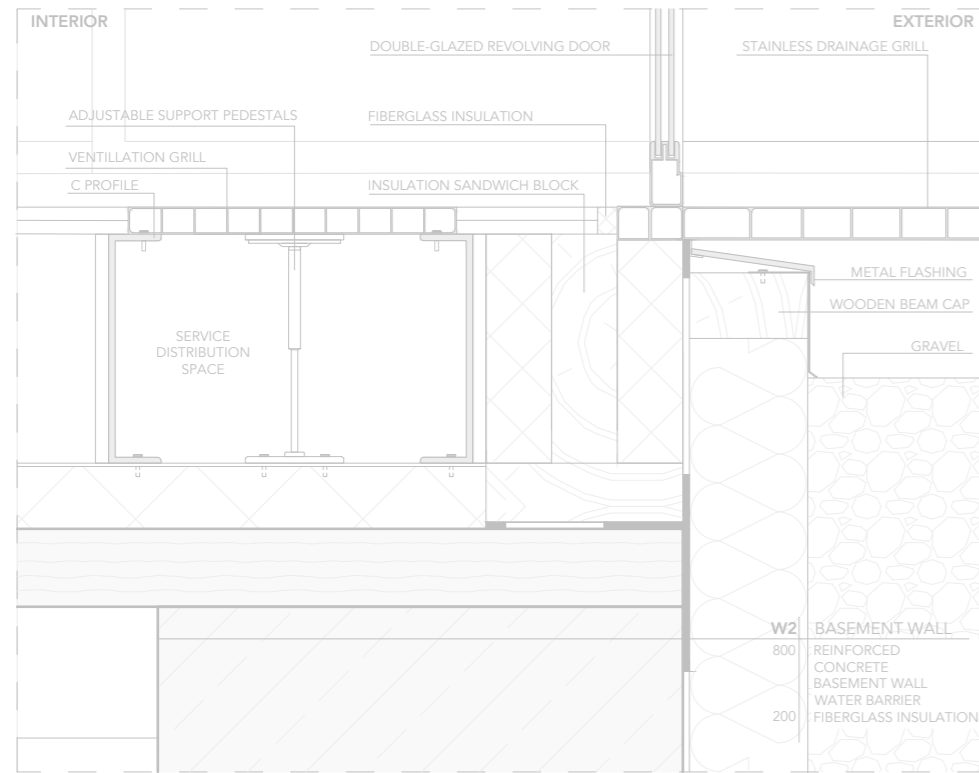 INTERIOR
EXTERIOR
DOUBLE-GLAZED REVOLVING DOOR
STAINLESS DRAINAGE GRILL
ADJUSTABLE SUPPORT PEDESTALS
FIBERGLASS INSULATION
VENTILLATION GRILL
C PROFILE
INSULATION SANDWICH BLOCK
METAL FLASHING
WOODEN BEAM CAP
SERVICE
DISTRIBUTION
SPACE
GRAVEL
W2 BASEMENT WALL
800 REINFORCED
CONCRETE
BASEMENT WALL
WATER BARRIER
200 FIBERGLASS INSULATION